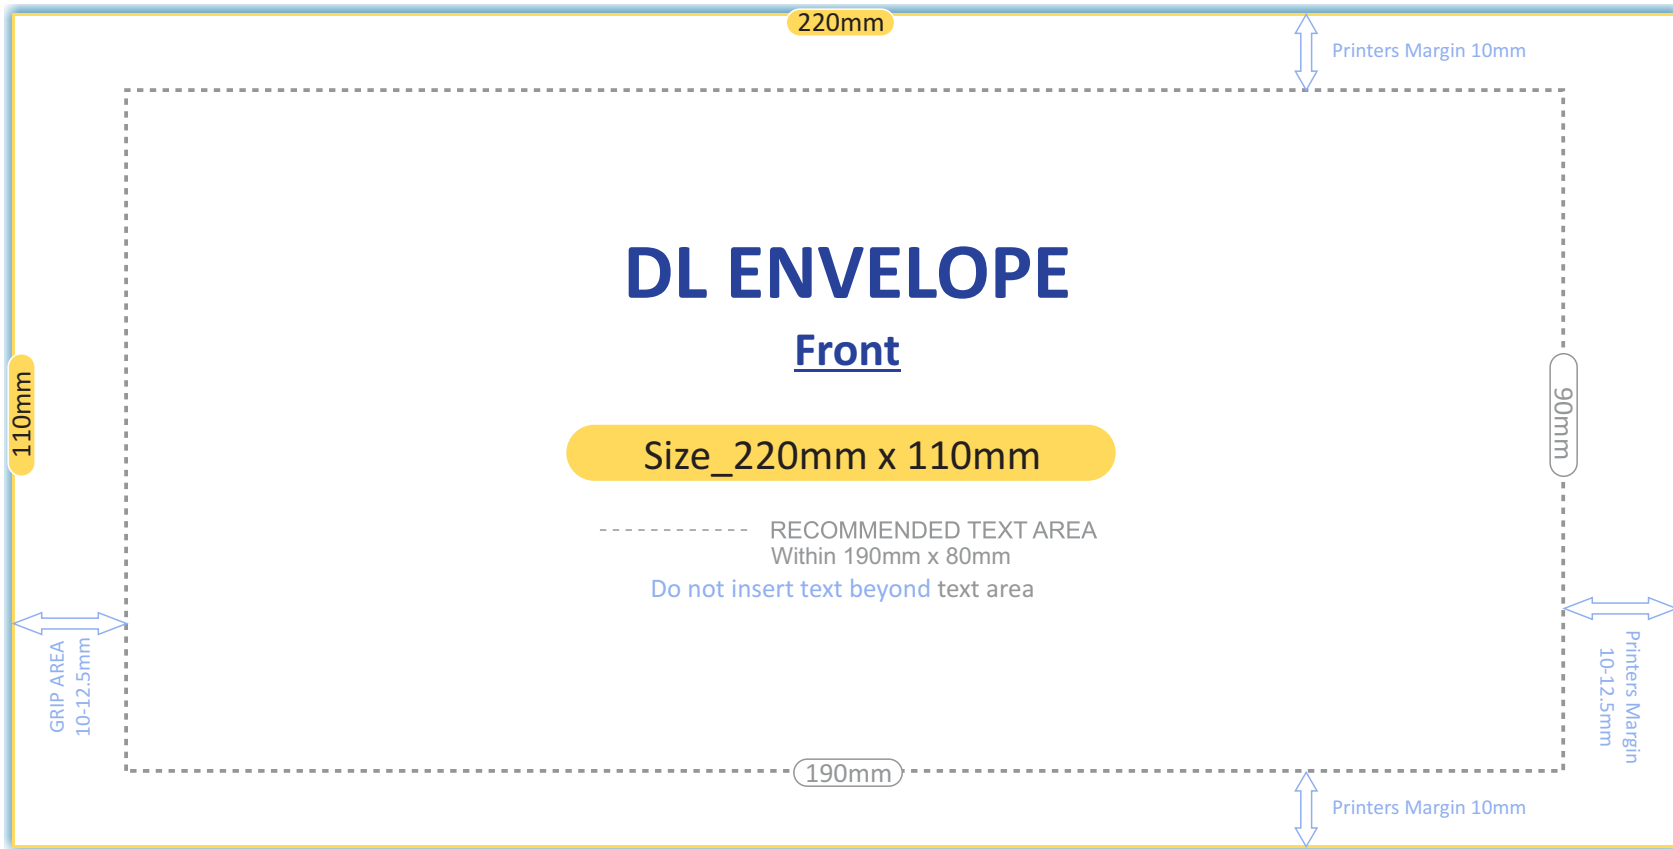 220mm
Printers Margin 10mm
DL ENVELOPE
Front
110mm
90mm
Size_220mm x 110mm
RECOMMENDED TEXT AREA
Within 190mm x 80mm
Do not insert text beyond text area
GRIP AREA
10-12.5mm
Printers Margin
10-12.5mm
190mm
Printers Margin 10mm